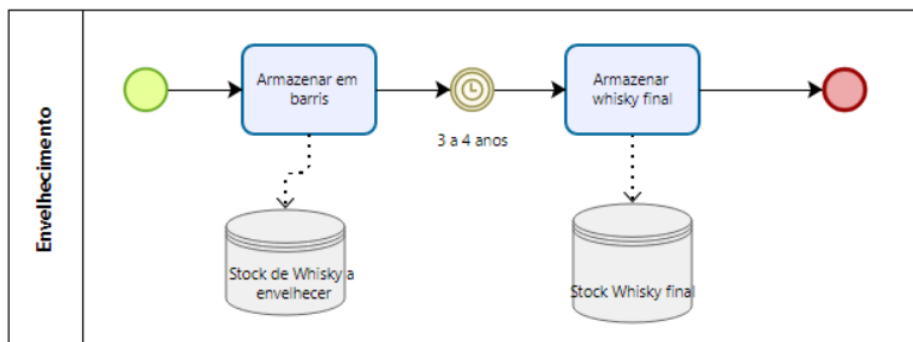 Envelhecimento
Armazenar em
barris
3 a 4 anos
Armazenar
whisky final
Stock de Whisky a
envelhecer
Stock Whisky final